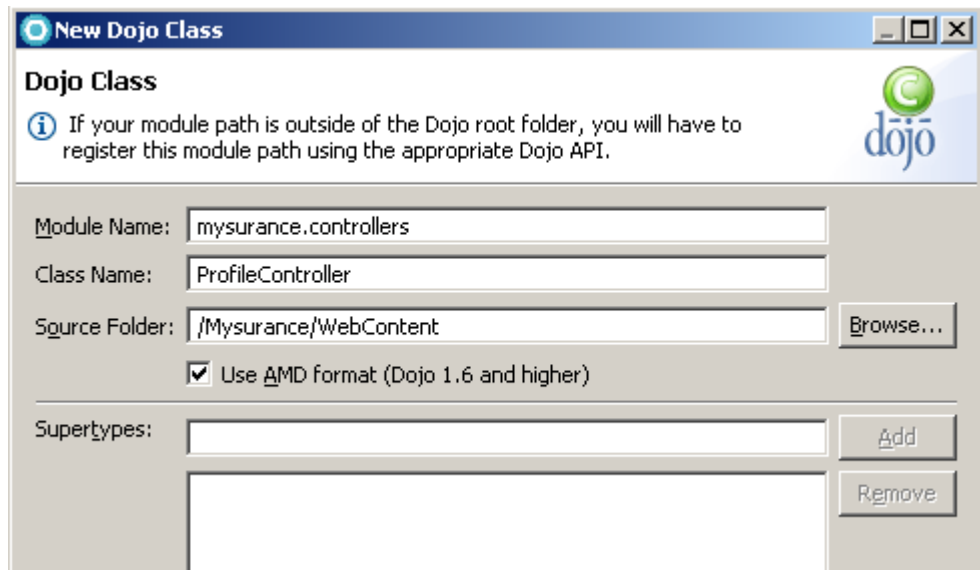 New Dojo Class
Dojo Class
If your module path is outside of the Dojo root folder, you will have to
register this module path using the appropriate Dojo API.
C
dōjō
Module Name: mysurance.controllers
Class Name: ProfileController
Source Folder: /Mysurance/WebContent Browse...
Use AMD format (Dojo 1.6 and higher)
Supertypes: Add
Remove